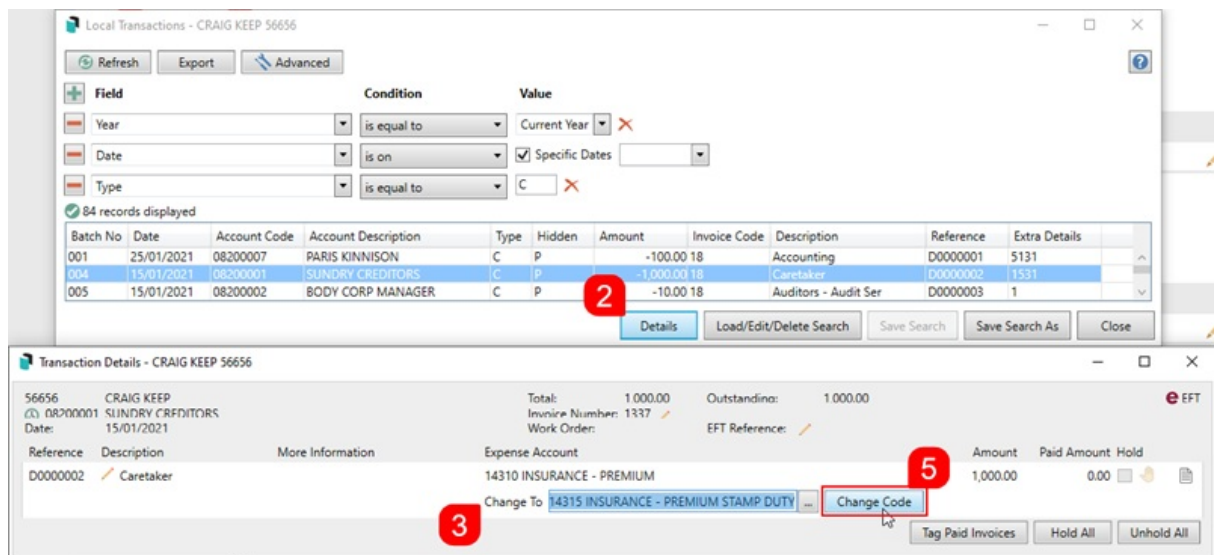 Local Transactions - CRAIG KEEP 56656
Refresh Export Advanced
Field Condition Value
Year is equal to Current Year
Date is on Specific Dates
Type is equal to C
84 records displayed
Batch No Date Account Code Account Description Type Hidden Amount Invoice Code Description Reference Extra Details
001 25/01/2021 08200007 PARIS KINNISON C P -100.00 18 Accounting D0000001 5131
004 15/01/2021 08200001 SUNDRY CREDITORS C P -1,000.00 18 Caretaker D0000002 1531
005 15/01/2021 08200002 BODY CORP MANAGER C P -10.00 18 Auditors - Audit Ser D0000003 1
2
Details Load/Edit/Delete Search Save Search Save Search As Close
Transaction Details - CRAIG KEEP 56656
56656 CRAIG KEEP Total: 1.000.00 Outstanding: 1.000.00 e EFT
08200001 SUNDRY CREDITORS Invoice Number: 1337
Date: 15/01/2021 Work Order: EFT Reference:
Reference Description More Information Expense Account Amount Paid Amount Hold
D0000002 Caretaker 14310 INSURANCE - PREMIUM 1,000.00 0.00
5
3
Change To 14315 INSURANCE - PREMIUM STAMP DUTY ... Change Code
Tag Paid Invoices Hold All Unhold All